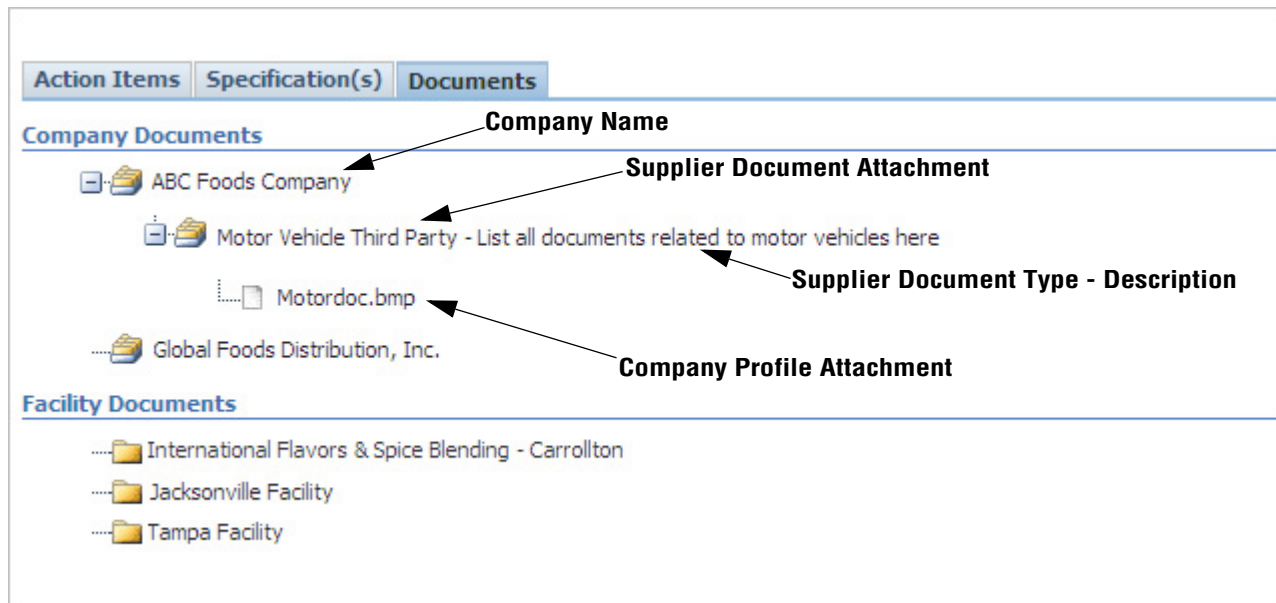 Action Items Specification(s) Documents
Company Documents
Company Name
ABC Foods Company
Supplier Document Attachment
Motor Vehicle Third Party - List all documents related to motor vehicles here
Supplier Document Type - Description
Motordoc.bmp
Global Foods Distribution, Inc.
Company Profile Attachment
Facility Documents
International Flavors & Spice Blending - Carrollton
Jacksonville Facility
Tampa Facility